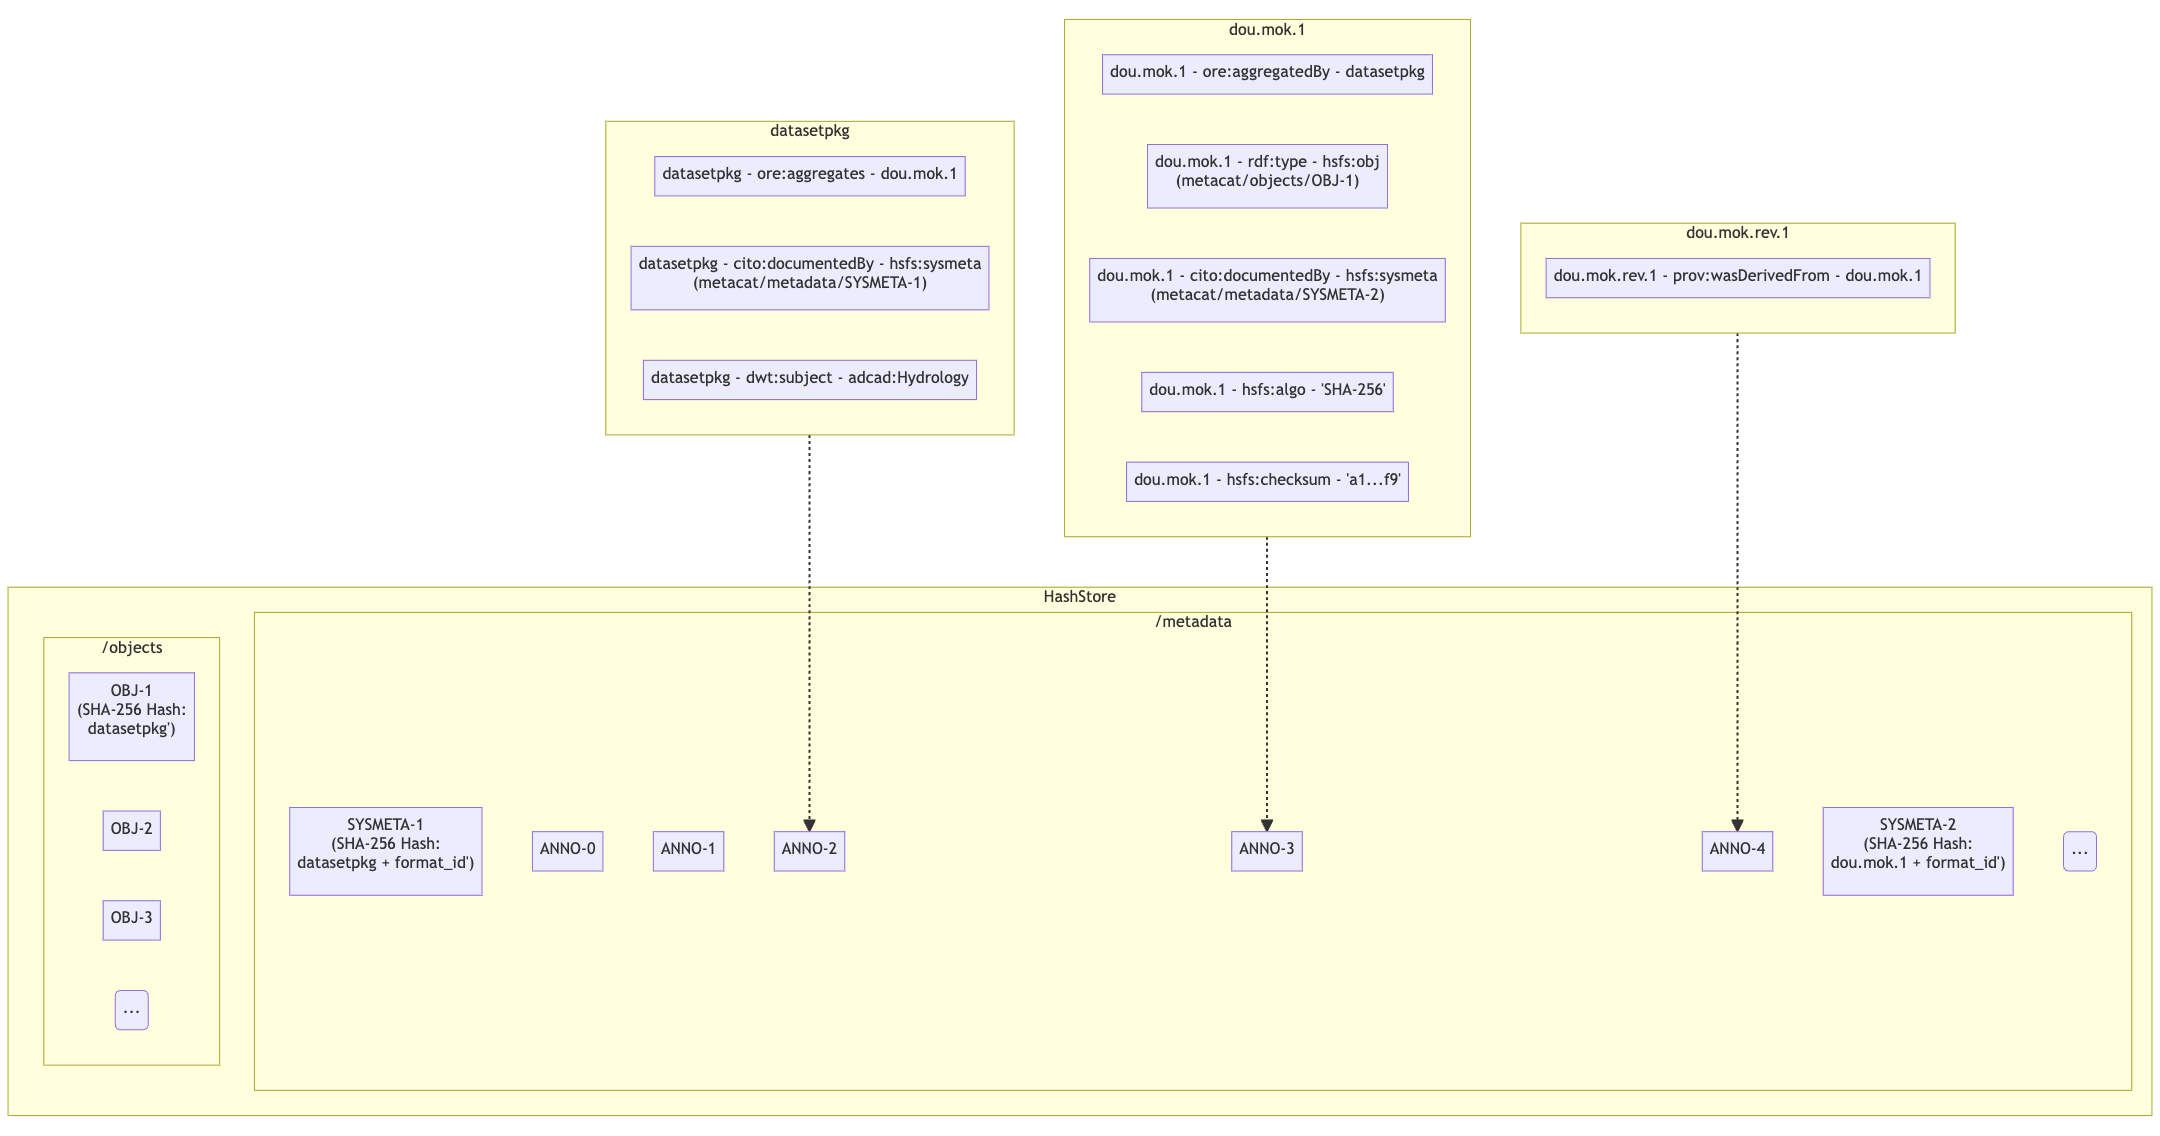 dou.mok.1
dou.mok.1 - ore:aggregatedBy - datasetpkg
dou.mok.1 - rdf:type - hsfs:obj
(metacat/objects/OBJ-1)
dou.mok.1 - cito:documentedBy - hsfs:sysmeta
(metacat/metadata/SYSMETA-2)
dou.mok.1 - hsfs:algo - 'SHA-256'
dou.mok.1 - hsfs:checksum - 'a1...f9'
datasetpkg
datasetpkg - ore:aggregates - dou.mok.1
datasetpkg - cito:documentedBy - hsfs:sysmeta
(metacat/metadata/SYSMETA-1)
datasetpkg - dwt:subject - adcad:Hydrology
dou.mok.rev.1
dou.mok.rev.1 - prov:wasDerivedFrom - dou.mok.1
HashStore
/objects
OBJ-1
(SHA-256 Hash:
datasetpkg')
OBJ-2
OBJ-3
...
/metadata
SYSMETA-1
(SHA-256 Hash:
datasetpkg + format_id')
ANNO-0
ANNO-1
ANNO-2
ANNO-3
ANNO-4
SYSMETA-2
(SHA-256 Hash:
dou.mok.1 + format_id')
...